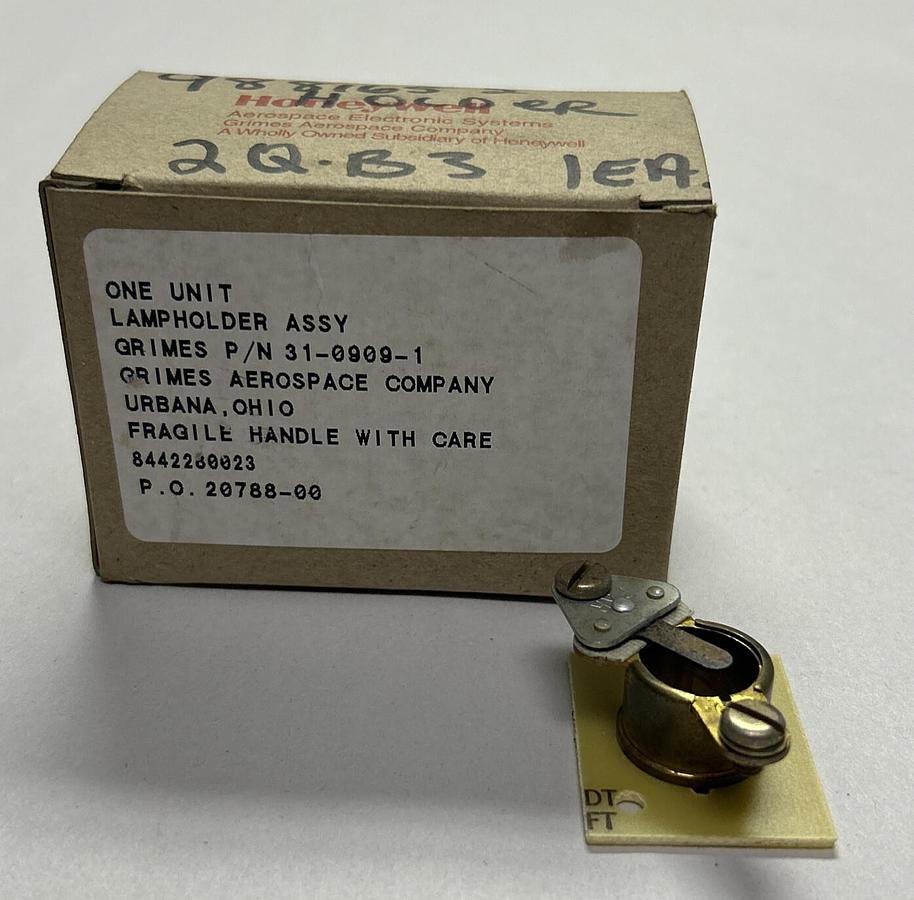 HOLDER
Honeywell
Aerospace Electronic Systems
Grimes Aerospace Company
A Wholly Owned Subsidiary of Honeywell
2Q-B3 1EA.
ONE UNIT
LAMPHOLDER ASSY
GRIMES P/N 31-0909-1
GRIMES AEROSPACE COMPANY
URBANA,OHIO
FRAGILE HANDLE WITH CARE
P.O. 20788-00
DT
FT